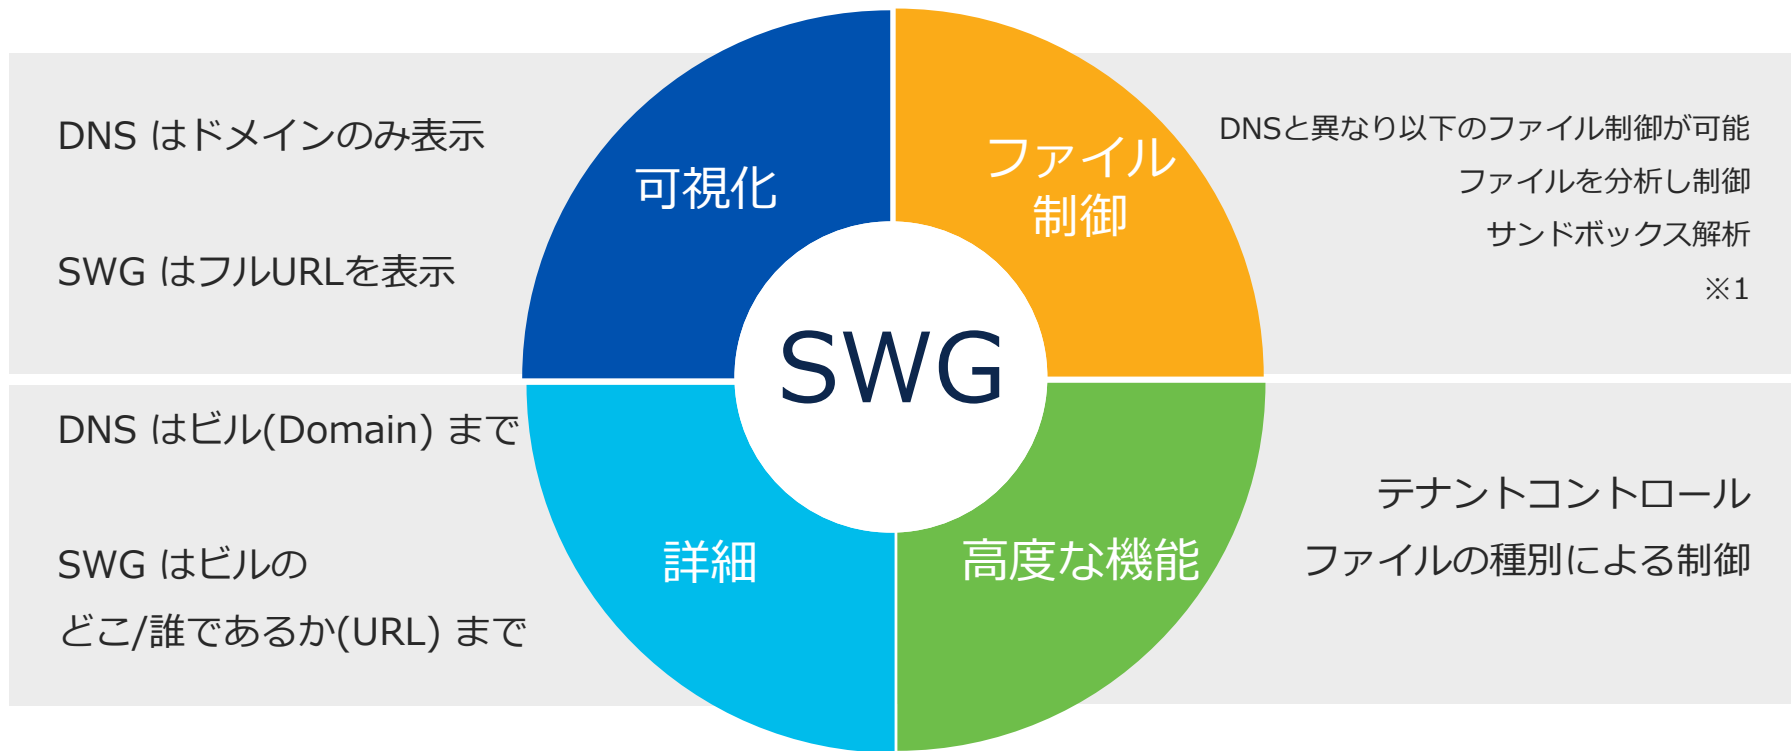 DNS はドメインのみ表示
SWG はフルURLを表示
可視化
ファイル
制御
DNSと異なり以下のファイル制御が可能
ファイルを分析し制御
サンドボックス解析
※1
SWG
DNS はビル(Domain) まで
SWG はビルの
どこ/誰であるか(URL) まで
詳細
高度な機能
テナントコントロール
ファイルの種別による制御